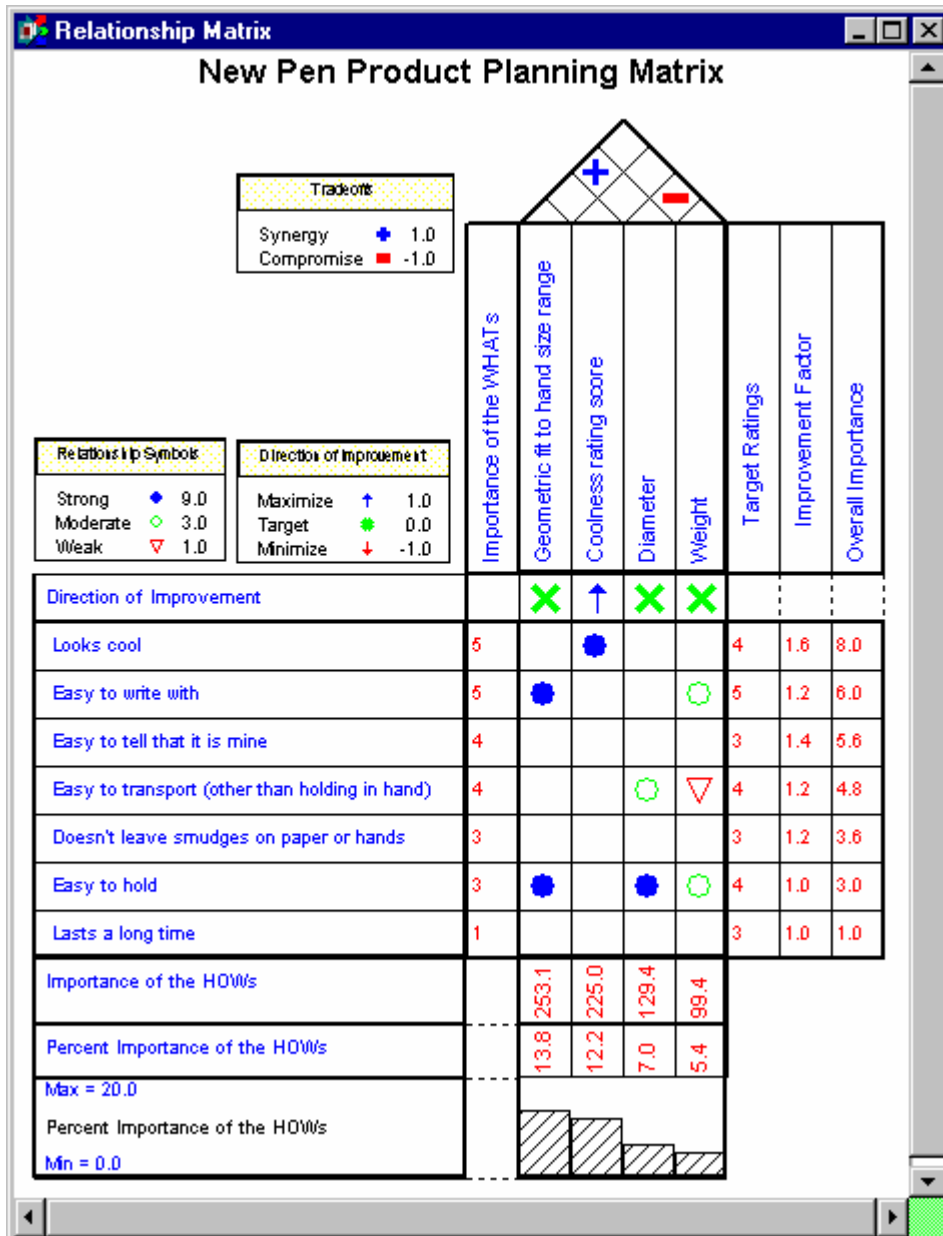 Relationship Matrix
New Pen Product Planning Matrix
Tradeoffs
Synergy 1.0
Compromise -1.0
Relationship Symbols
Strong 9.0
Moderate 3.0
Weak 1.0
Direction of Improvement
Maximize 1.0
Target 0.0
Minimize -1.0
Importance of the WHATs
Geometric fit to hand size range
Coolness rating score
Diameter
Weight
Target Ratings
Improvement Factor
Overall Importance
Direction of Improvement
Looks cool 5 4 1.6 8.0
Easy to write with 5 5 1.2 6.0
Easy to tell that it is mine 4 3 1.4 5.6
Easy to transport (other than holding in hand) 4 4 1.2 4.8
Doesn't leave smudges on paper or hands 3 3 1.2 3.6
Easy to hold 3 4 1.0 3.0
Lasts a long time 1 3 1.0 1.0
Importance of the HOWs 253.1 225.0 129.4 99.4
Percent Importance of the HOWs 13.8 12.2 7.0 5.4
Max = 20.0
Percent Importance of the HOWs
Min = 0.0